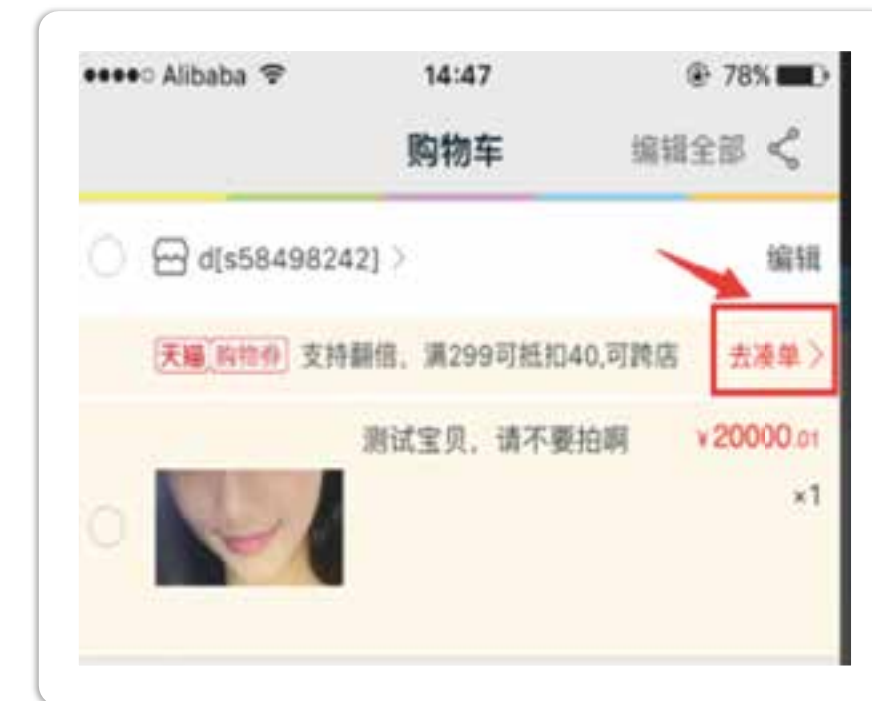 Alibaba 14:47 78%
购物车 编辑全部
d[s58498242] > 编辑
天猫 购物券 支持翻倍，满299可抵扣40,可跨店 去凑单 >
测试宝贝，请不要拍啊 ¥20000.01
×1